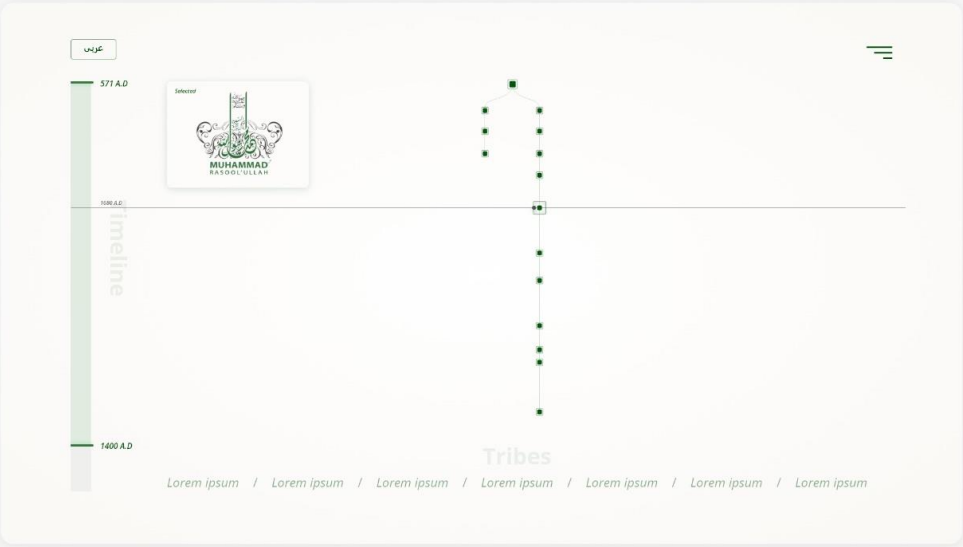 عربى
571 A.D
Selected
MUHAMMAD
RASOOL'ULLAH
1080 A.D
Timeline
1400 A.D
Tribes
Lorem ipsum / Lorem ipsum / Lorem ipsum / Lorem ipsum / Lorem ipsum / Lorem ipsum / Lorem ipsum